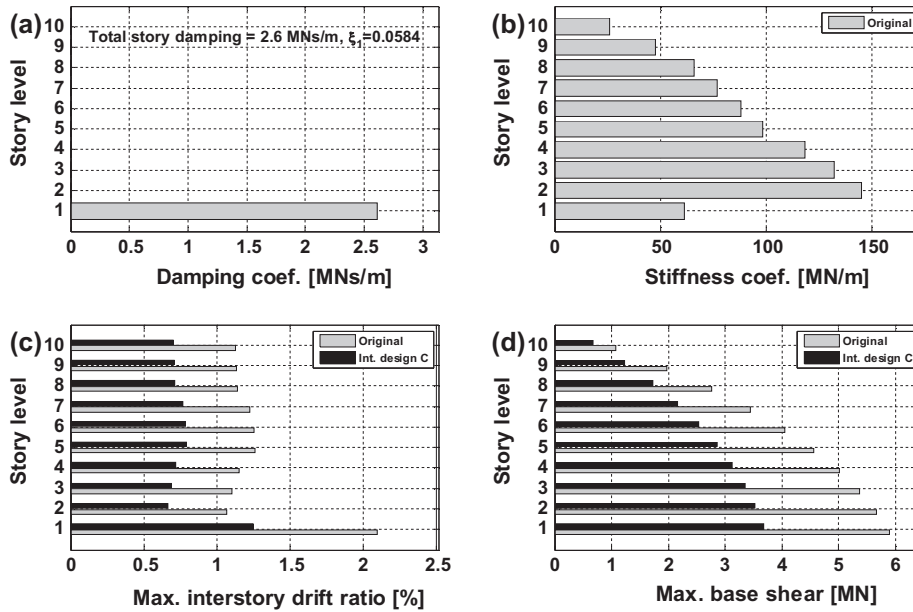 (a)
Total story damping = 2.6 MNs/m, ξ1=0.0584
Story level
10
9
8
7
6
5
4
3
2
1
0 0.5 1 1.5 2 2.5 3
Damping coef. [MNs/m]
(b)
Original
Story level
10
9
8
7
6
5
4
3
2
1
0 50 100 150
Stiffness coef. [MN/m]
(c)
Original
Int. design C
Story level
10
9
8
7
6
5
4
3
2
1
0 0.5 1 1.5 2 2.5
Max. interstory drift ratio [%]
(d)
Original
Int. design C
Story level
10
9
8
7
6
5
4
3
2
1
0 1 2 3 4 5 6
Max. base shear [MN]